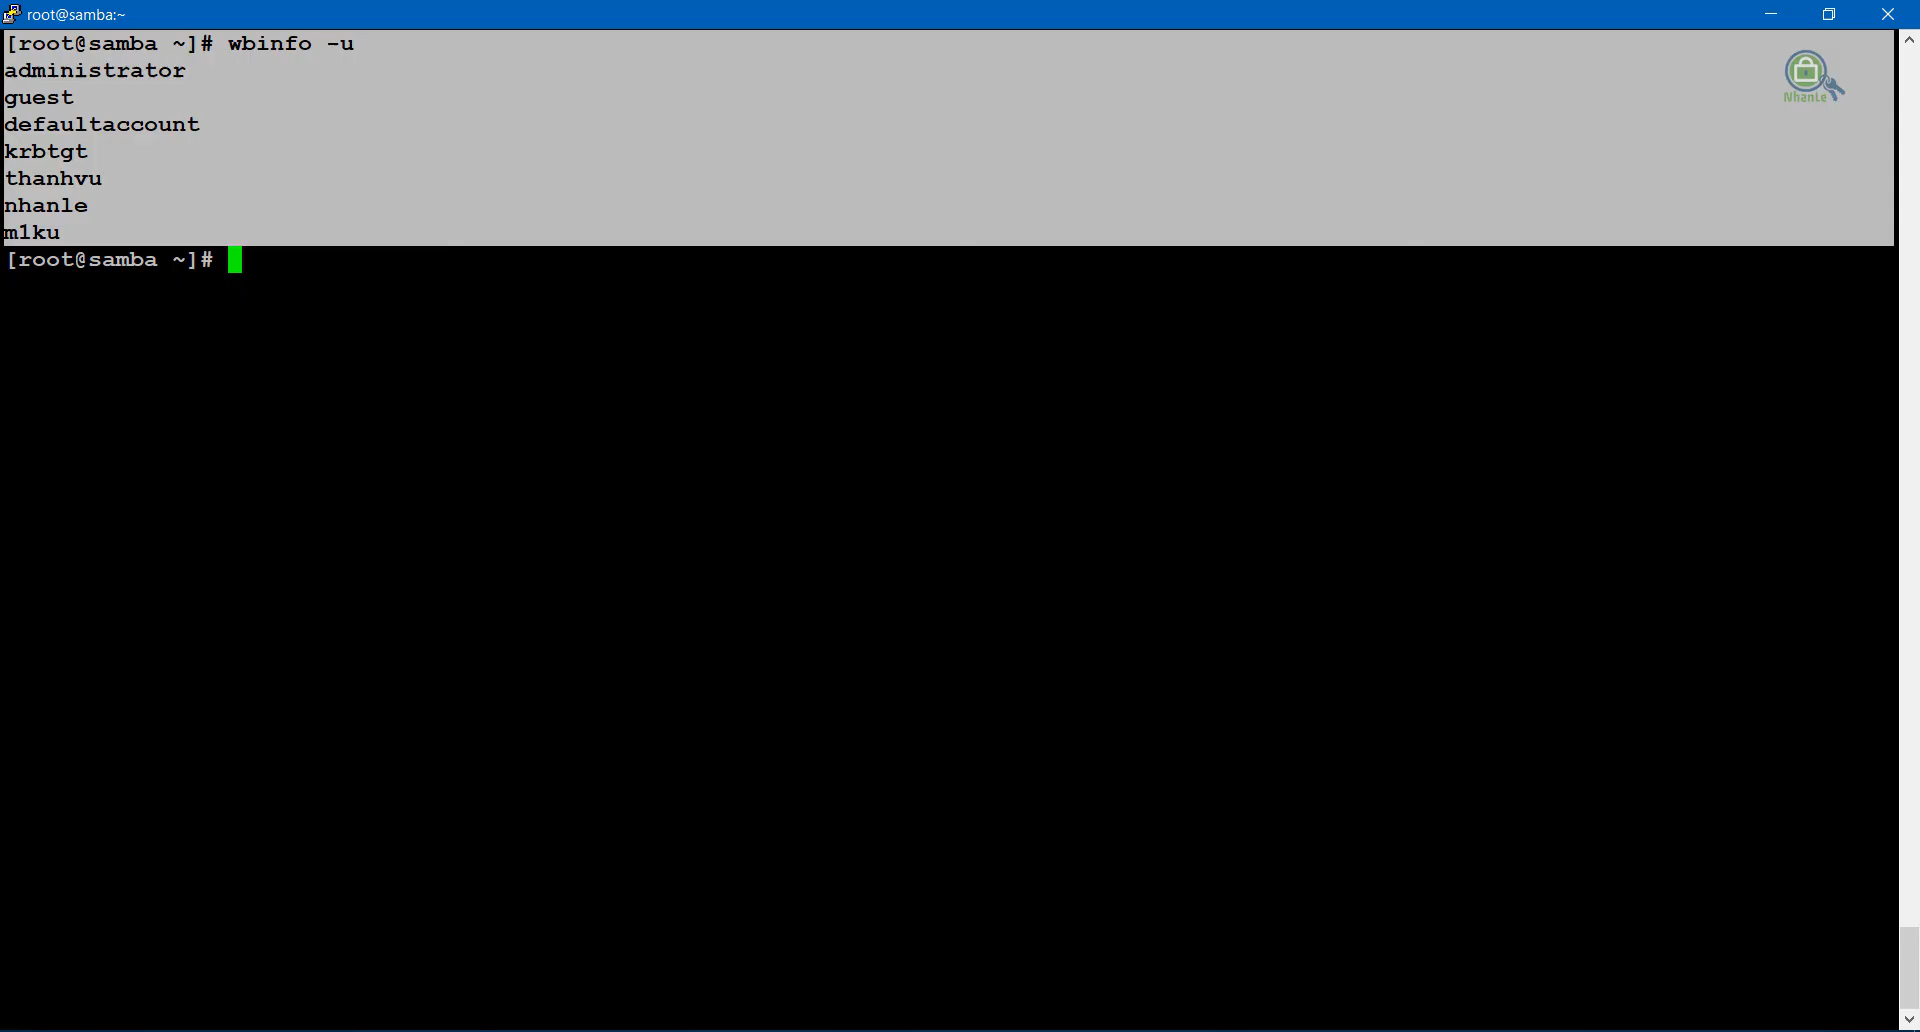 root@samba:~
[root@samba ~]# wbinfo -u
administrator
guest
defaultaccount
krbtgt
thanhvu
nhanle
m1ku
[root@samba ~]#
NhanLe